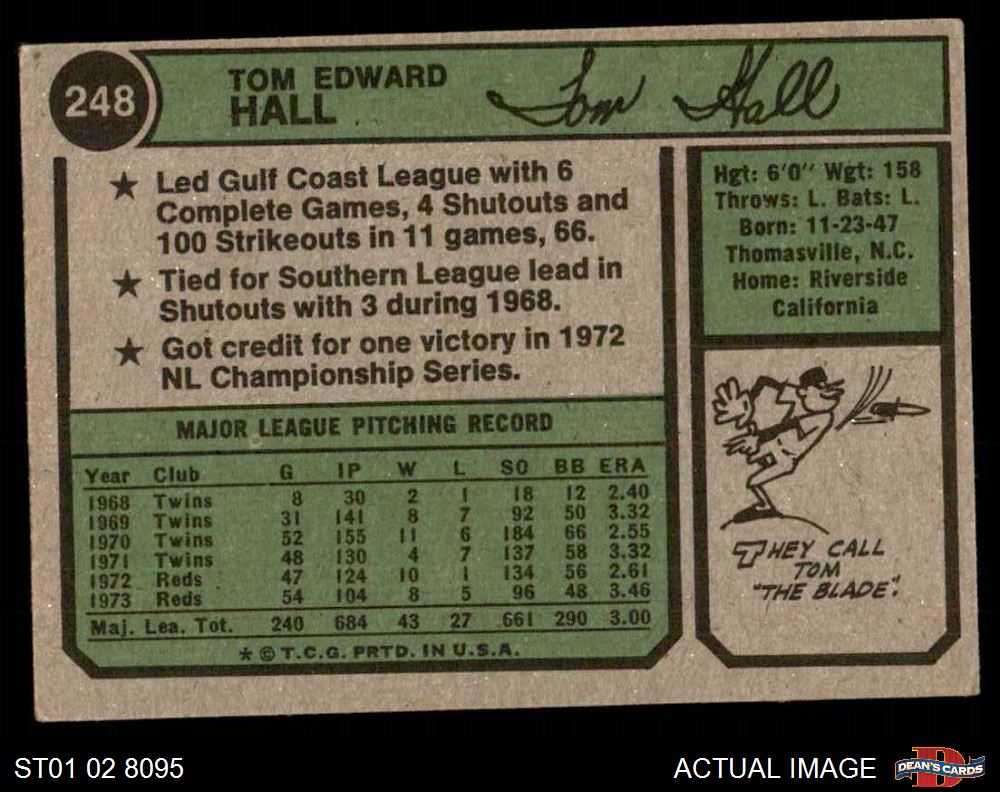 248
TOM EDWARD
HALL
Tom Hall
★ Led Gulf Coast League with 6
Complete Games, 4 Shutouts and
100 Strikeouts in 11 games, 66.
★ Tied for Southern League lead in
Shutouts with 3 during 1968.
★ Got credit for one victory in 1972
NL Championship Series.
Hgt: 6'0" Wgt: 158
Throws: L. Bats: L.
Born: 11-23-47
Thomasville, N.C.
Home: Riverside
California
MAJOR LEAGUE PITCHING RECORD
Year Club G IP W L SO BB ERA
1968 Twins 8 30 2 1 18 12 2.40
1969 Twins 31 141 8 7 92 50 3.32
1970 Twins 52 155 11 6 184 66 2.55
1971 Twins 48 130 4 7 137 58 3.32
1972 Reds 47 124 10 1 134 56 2.61
1973 Reds 54 104 8 5 96 48 3.46
Maj. Lea. Tot. 240 684 43 27 661 290 3.00
* © T.C.G. PRTD. IN U.S.A.
THEY CALL
TOM
"THE BLADE".
ST01 02 8095
ACTUAL IMAGE
DEAN'S CARDS